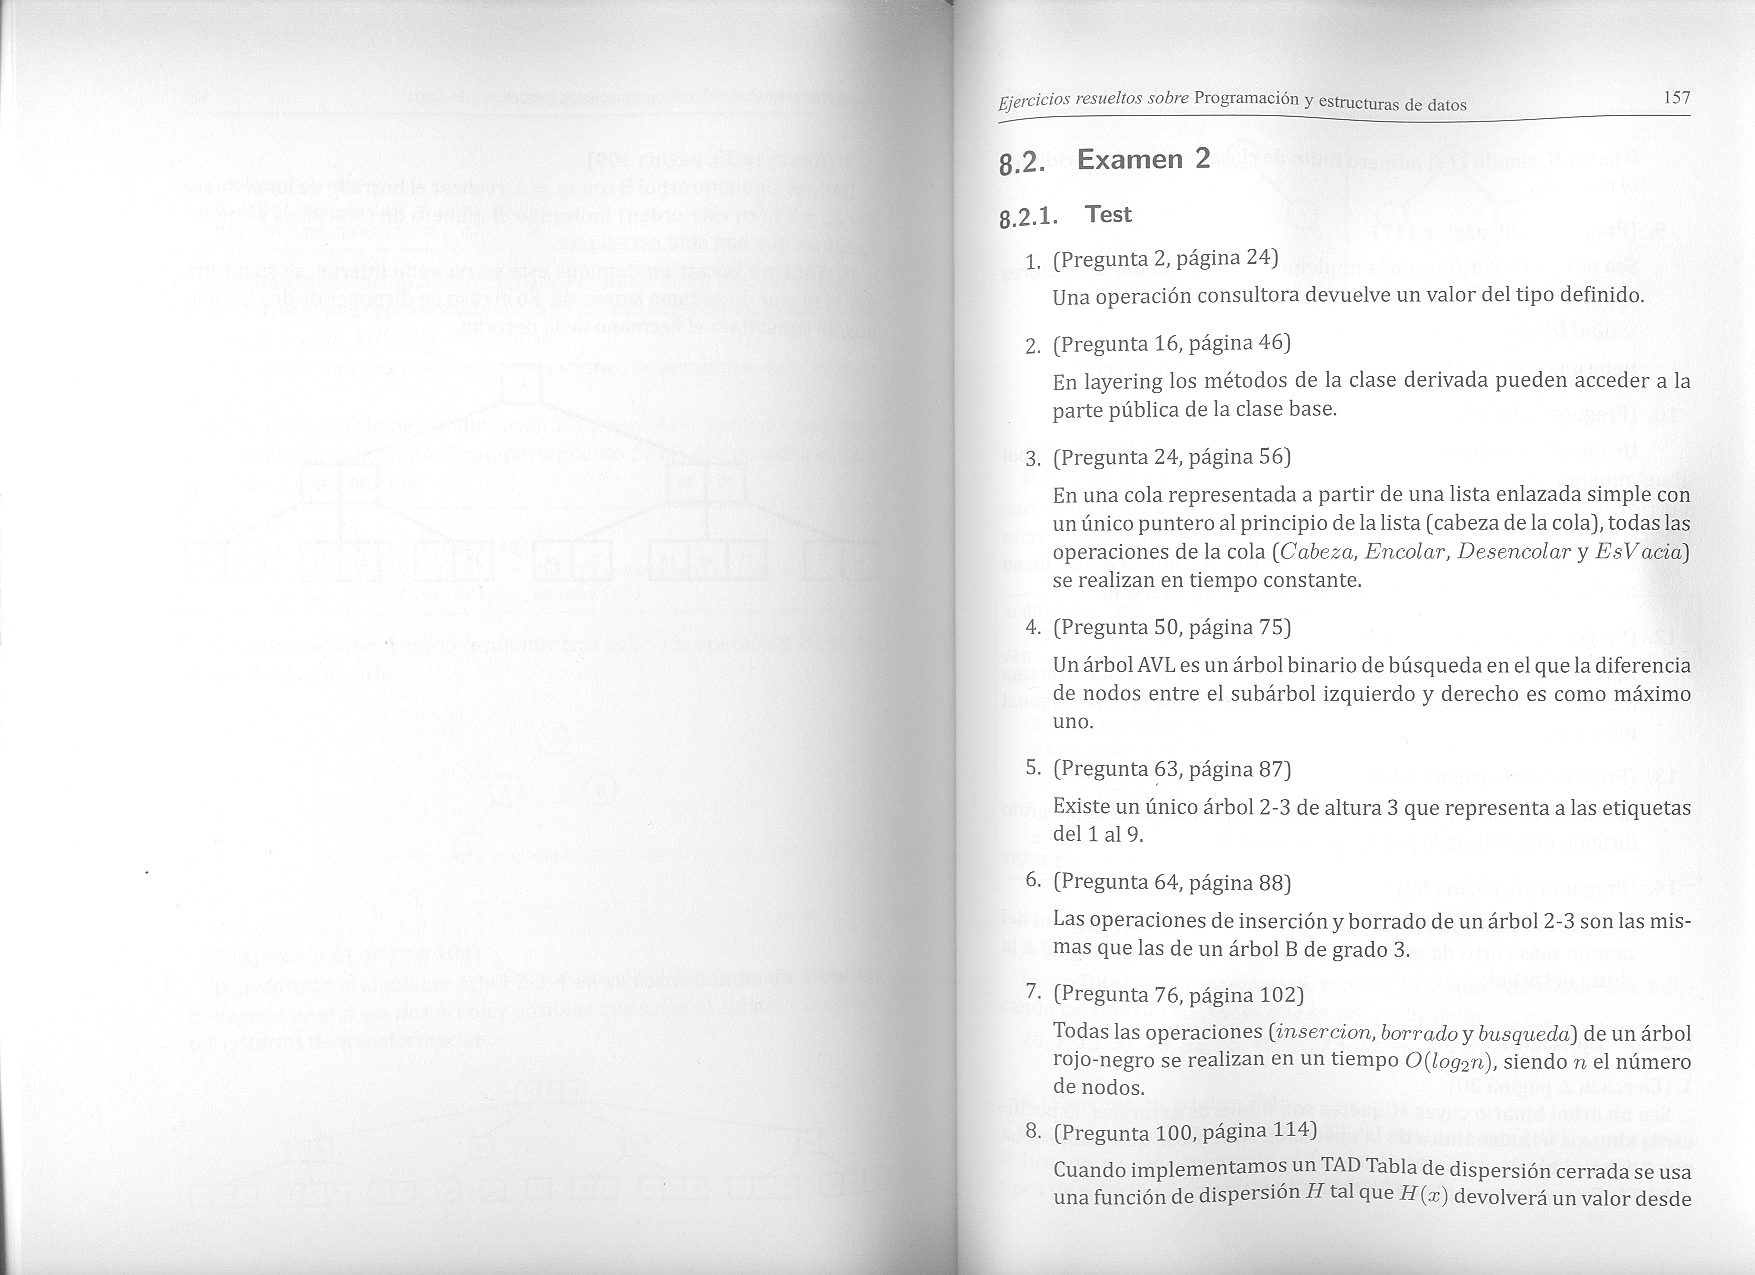 Ejercicios resueltos sobre Programación y estructuras de datos 157
8.2. Examen 2
8.2.1. Test
1. (Pregunta 2, página 24)
Una operación consultora devuelve un valor del tipo definido.
2. (Pregunta 16, página 46)
En layering los métodos de la clase derivada pueden acceder a la
parte pública de la clase base.
3. (Pregunta 24, página 56)
En una cola representada a partir de una lista enlazada simple con
un único puntero al principio de la lista (cabeza de la cola), todas las
operaciones de la cola (Cabeza, Encolar, Desencolar y EsVacia)
se realizan en tiempo constante.
4. (Pregunta 50, página 75)
Un árbol AVL es un árbol binario de búsqueda en el que la diferencia
de nodos entre el subárbol izquierdo y derecho es como máximo
uno.
5. (Pregunta 63, página 87)
Existe un único árbol 2-3 de altura 3 que representa a las etiquetas
del 1 al 9.
6. (Pregunta 64, página 88)
Las operaciones de inserción y borrado de un árbol 2-3 son las mis-
mas que las de un árbol B de grado 3.
7. (Pregunta 76, página 102)
Todas las operaciones (insercion, borrado y busqueda) de un árbol
rojo-negro se realizan en un tiempo O(log₂n), siendo n el número
de nodos.
8. (Pregunta 100, página 114)
Cuando implementamos un TAD Tabla de dispersión cerrada se usa
una función de dispersión H tal que H(x) devolverá un valor desde